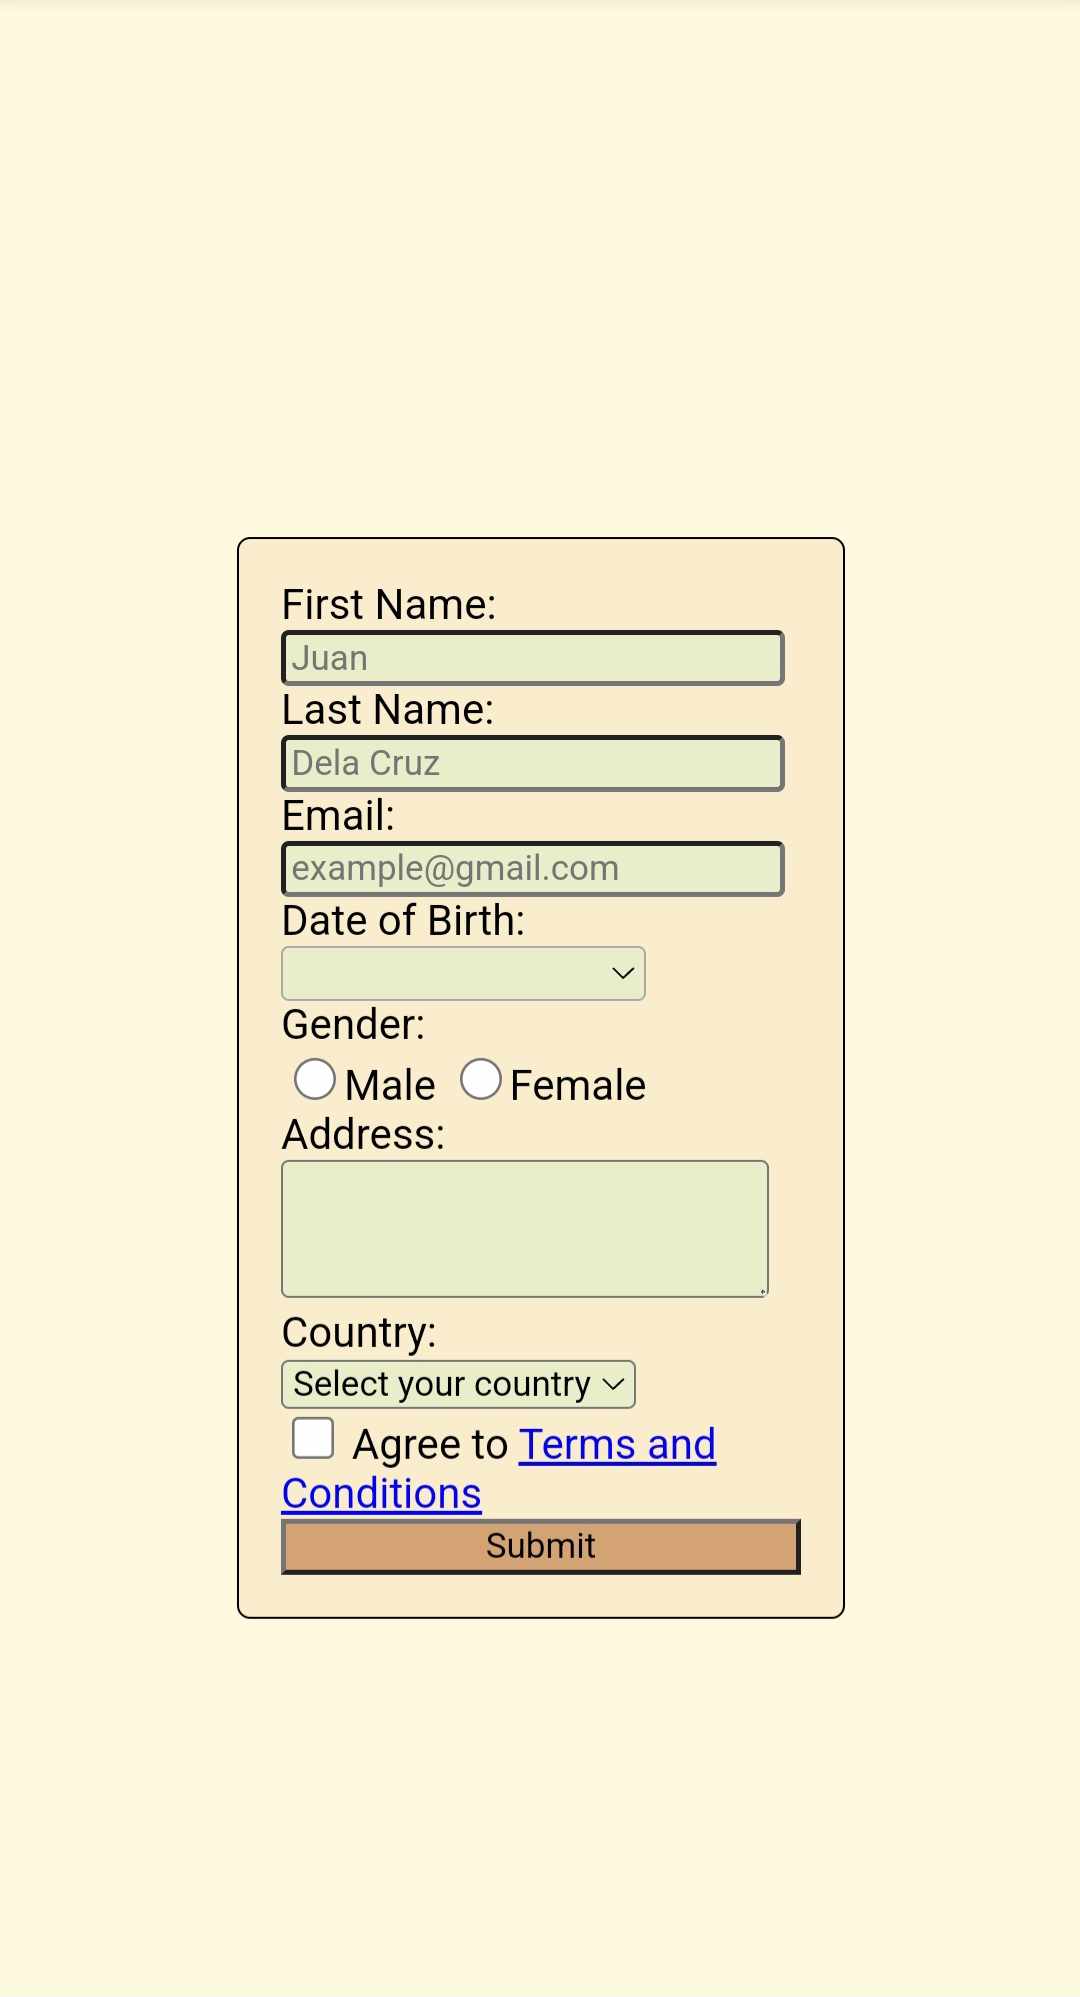 First Name:
Juan
Last Name:
Dela Cruz
Email:
example@gmail.com
Date of Birth:
Gender:
Male Female
Address:
Country:
Select your country
Agree to Terms and
Conditions
Submit